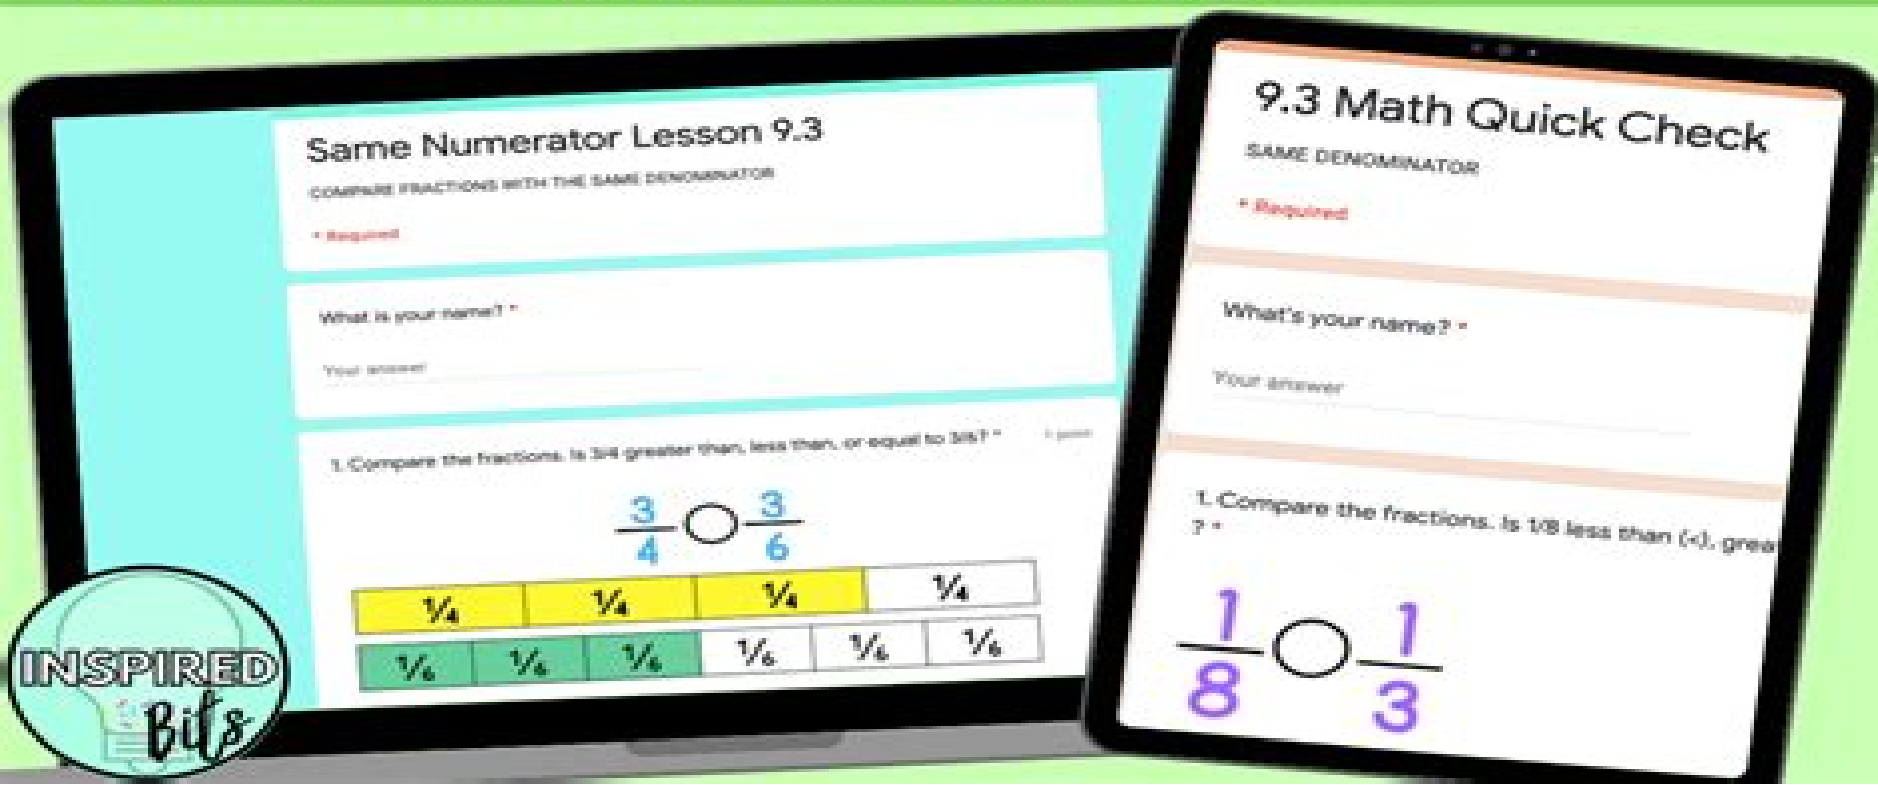 Same Numerator Lesson 9.3
COMPARE FRACTIONS WITH THE SAME DENOMINATOR
* Required
What is your name? *
Your answer
1. Compare the fractions. Is 3/4 greater than, less than, or equal to 3/6? *
1 point
3/4 3/6
1/4 1/4 1/4 1/4
1/6 1/6 1/6 1/6 1/6 1/6
9.3 Math Quick Check
SAME DENOMINATOR
* Required
What's your name? *
Your answer
1. Compare the fractions. Is 1/8 less than (<), grea
? *
1/8 1/3
INSPIRED
Bits